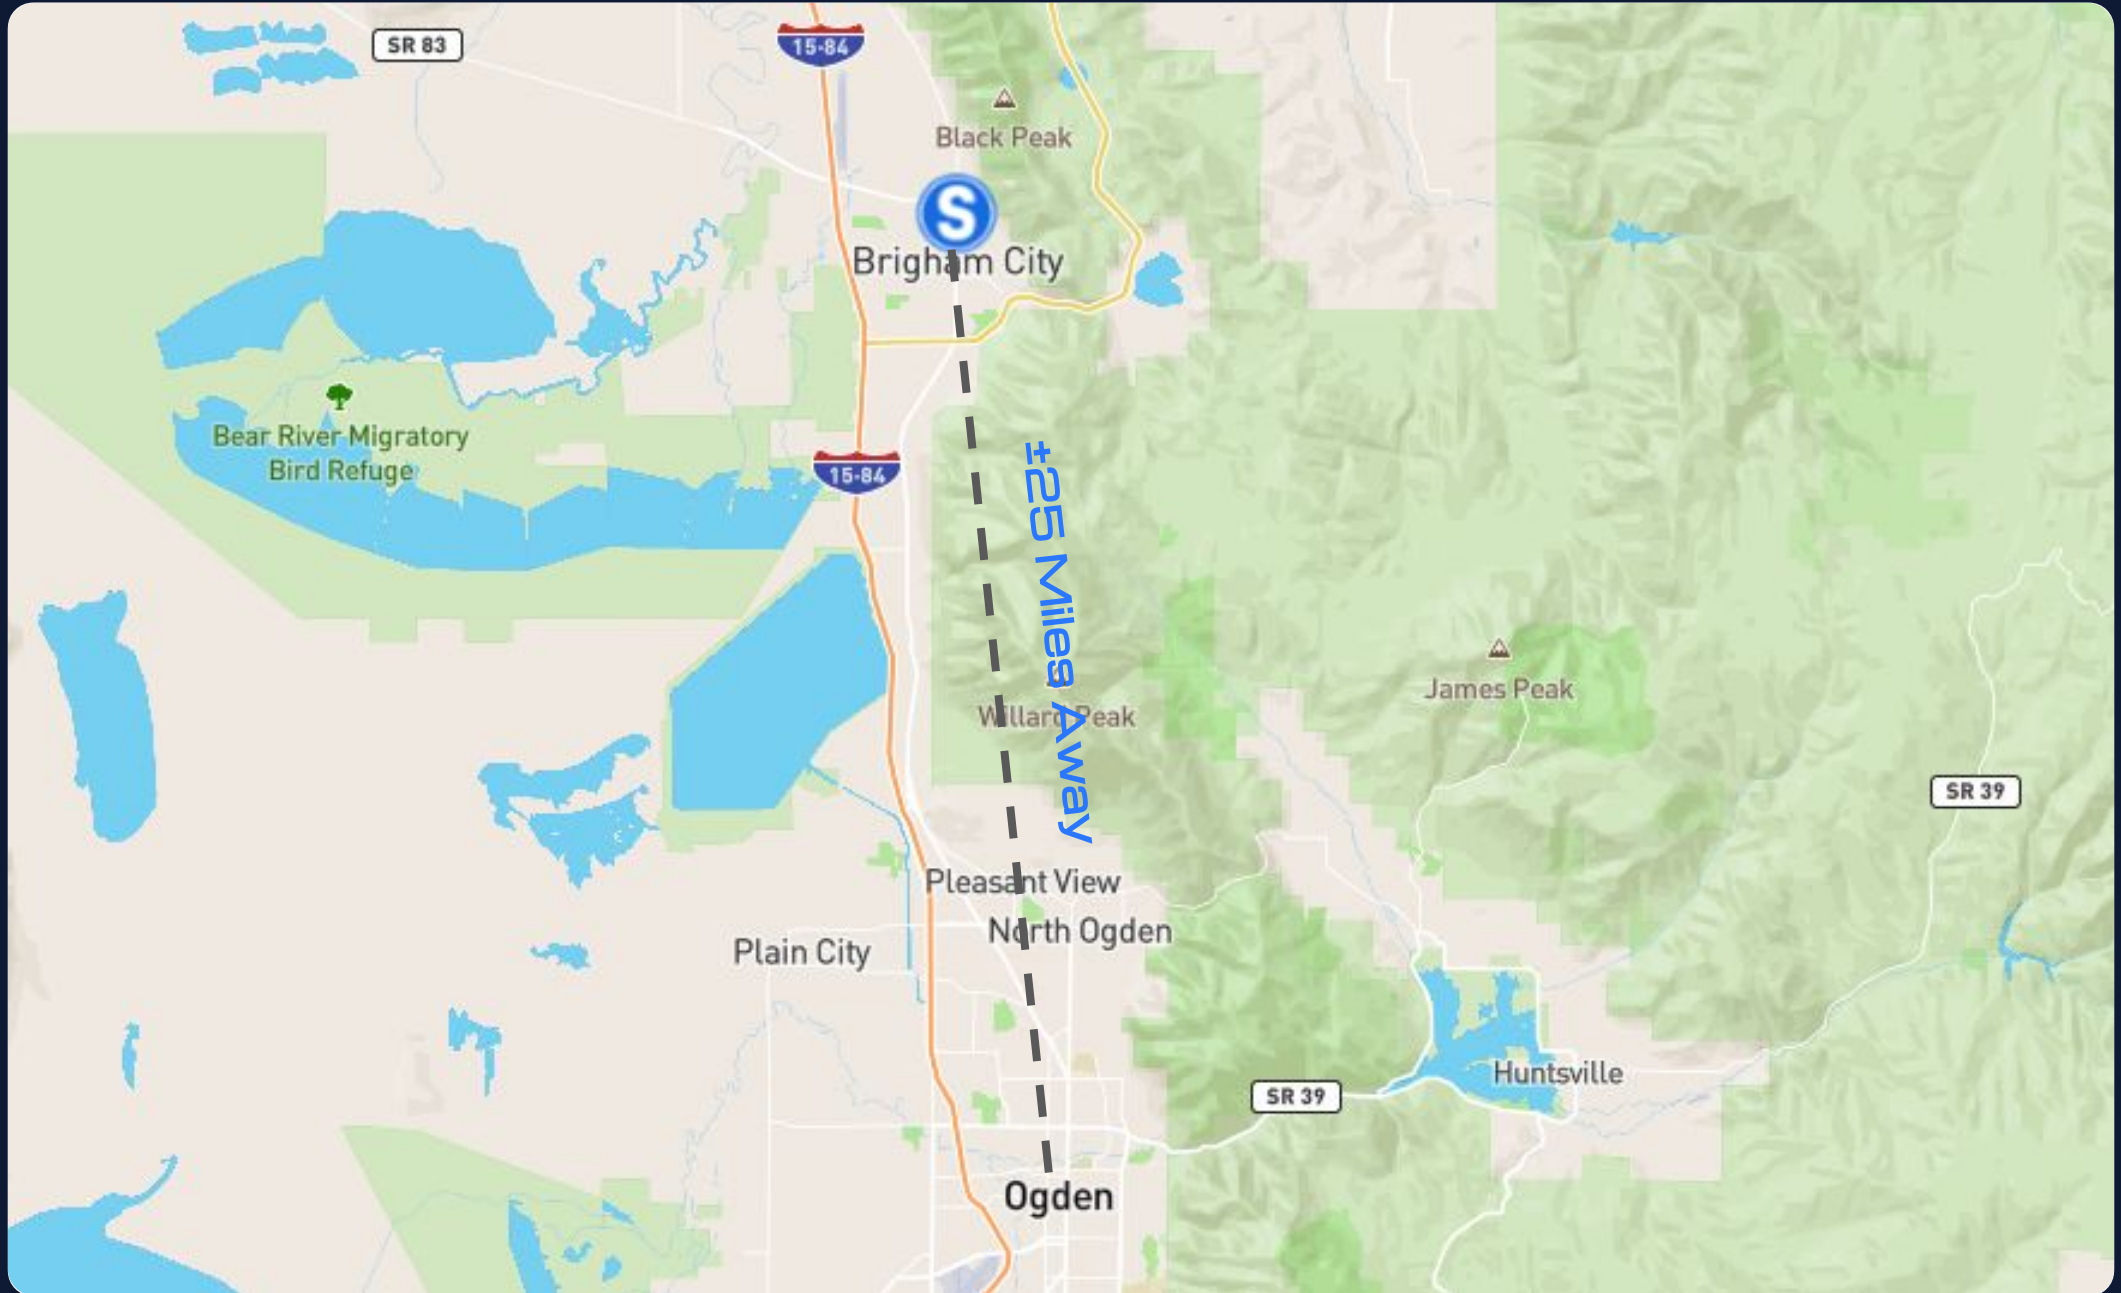 SR 83
15-84
Black Peak
S
Brigham City
Bear River Migratory
Bird Refuge
15-84
±25 Miles Away
James Peak
Willard Peak
SR 39
Pleasant View
North Ogden
Plain City
Huntsville
SR 39
Ogden